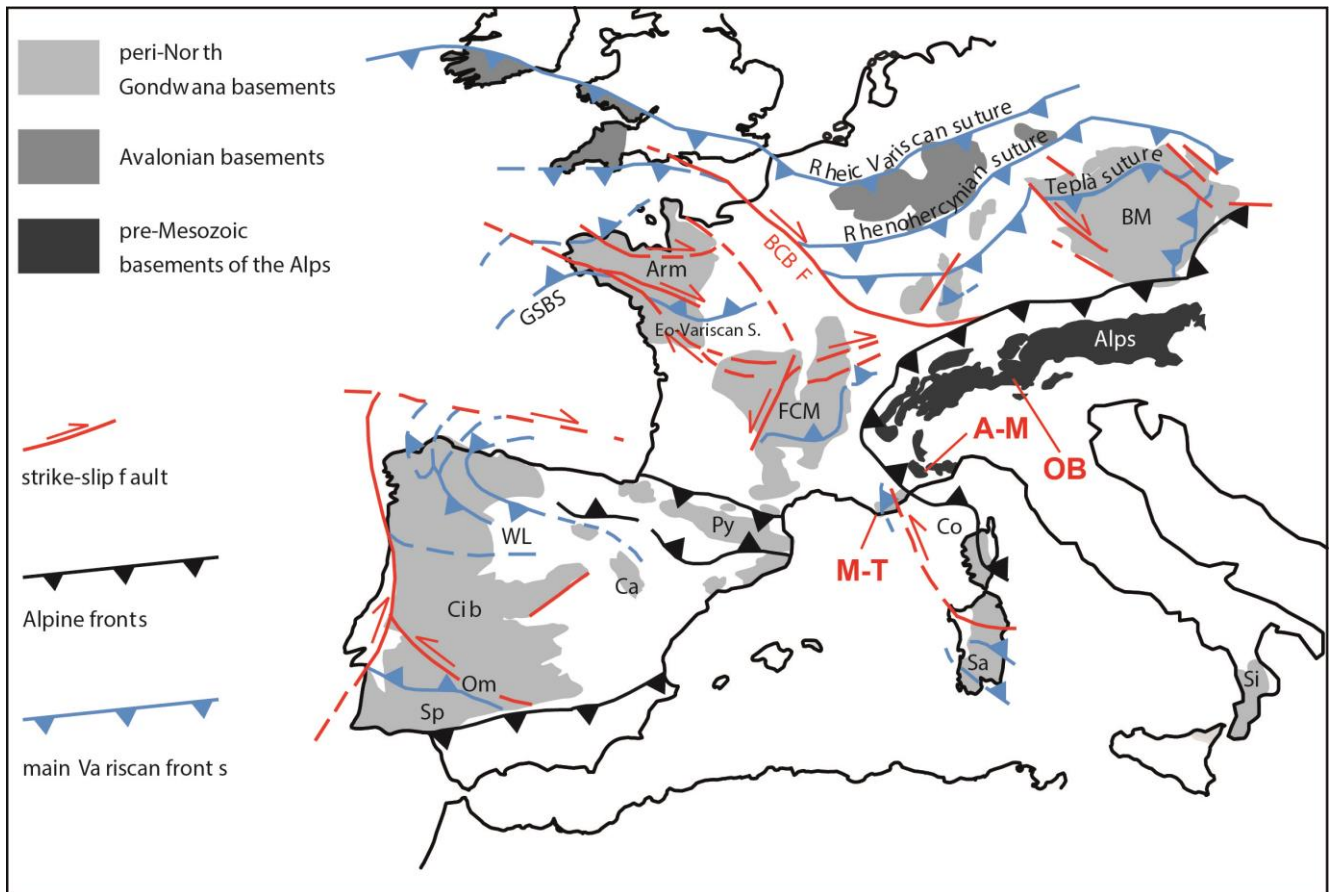 peri-North
Gondwana basements
Avalonian basements
pre-Mesozoic
basements of the Alps
strike-slip fault
Alpine fronts
main Variscan fronts
Rheic Variscan suture
Rhenohercynian suture
Teplà suture
BM
BCBF
Arm
GSBS
Eo-Variscan S.
Alps
FCM
A-M
OB
Py
Co
WL
M-T
Ca
Cib
Sa
Om
Si
Sp